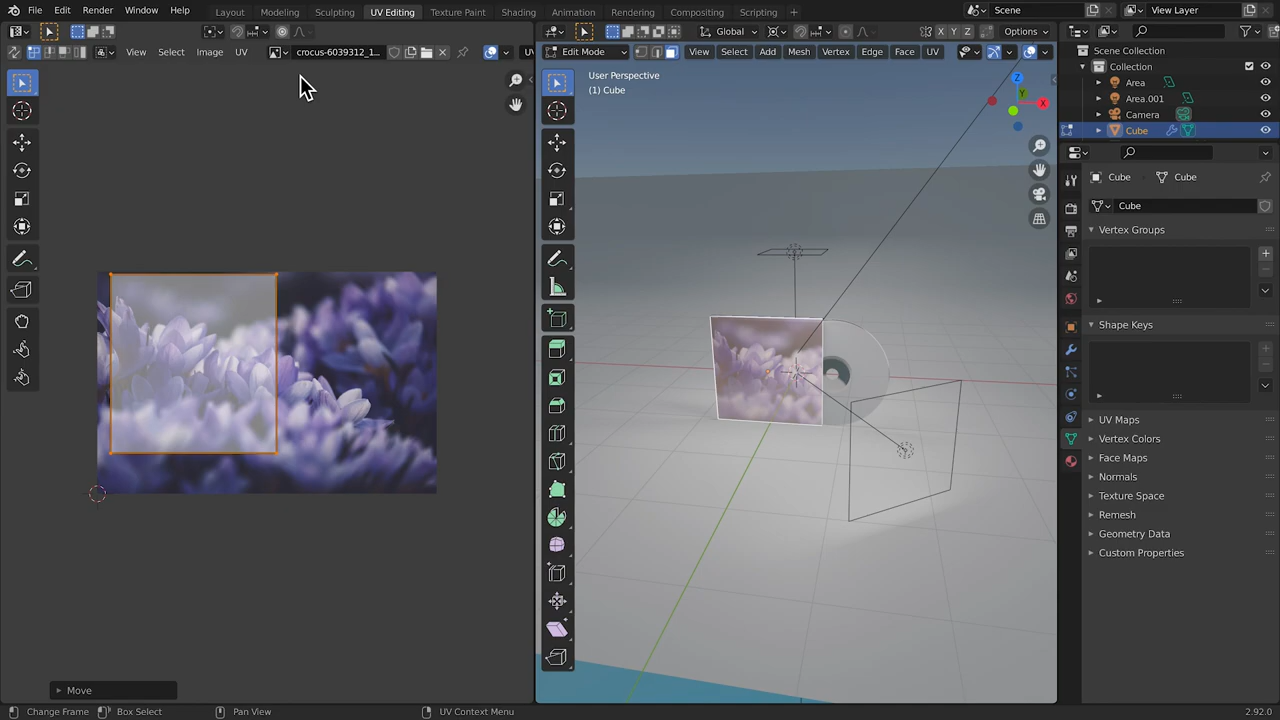 File Edit Render Window Help
Layout Modeling Sculpting UV Editing Texture Paint Shading Animation Rendering Compositing Scripting +
Scene
View Layer
Global
X Y Z
Options
View Select Image UV
crocus-6039312_1...
UV
Edit Mode
View Select Add Mesh Vertex Edge Face UV
User Perspective
(1) Cube
Z
Y
X
Scene Collection
Collection
Area
Area.001
Camera
Cube
Cube Cube
Cube
Vertex Groups
Shape Keys
UV Maps
Vertex Colors
Face Maps
Normals
Texture Space
Remesh
Geometry Data
Custom Properties
Move
Change Frame Box Select Pan View UV Context Menu 2.92.0